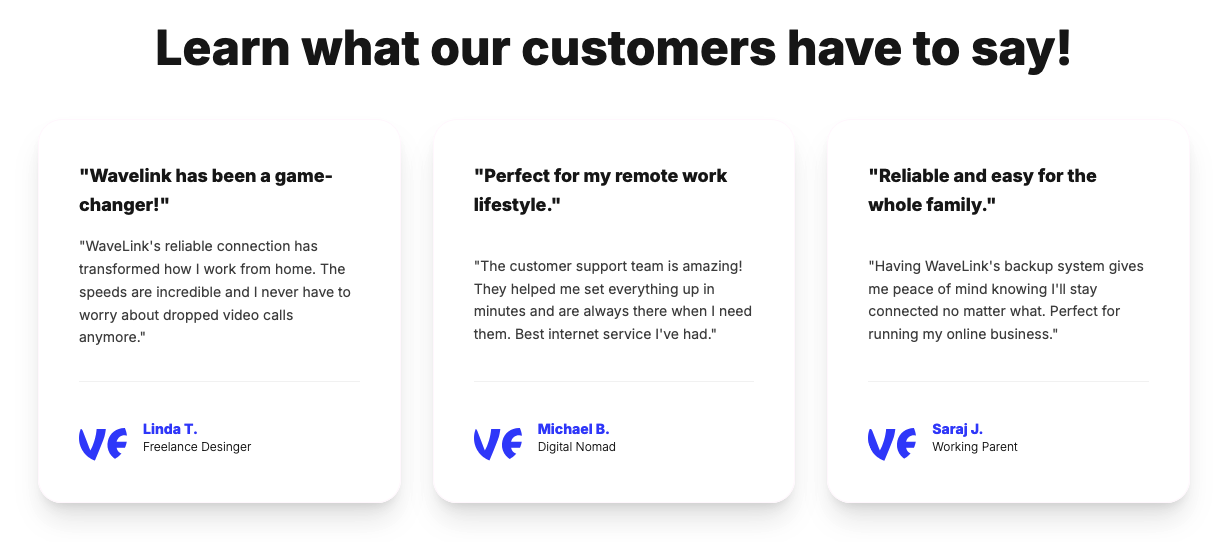 Learn what our customers have to say!
"Wavelink has been a game-
changer!"
"WaveLink's reliable connection has
transformed how I work from home. The
speeds are incredible and I never have to
worry about dropped video calls
anymore."
Linda T.
Freelance Desinger
"Perfect for my remote work
lifestyle."
"The customer support team is amazing!
They helped me set everything up in
minutes and are always there when I need
them. Best internet service I've had."
Michael B.
Digital Nomad
"Reliable and easy for the
whole family."
"Having WaveLink's backup system gives
me peace of mind knowing I'll stay
connected no matter what. Perfect for
running my online business."
Saraj J.
Working Parent